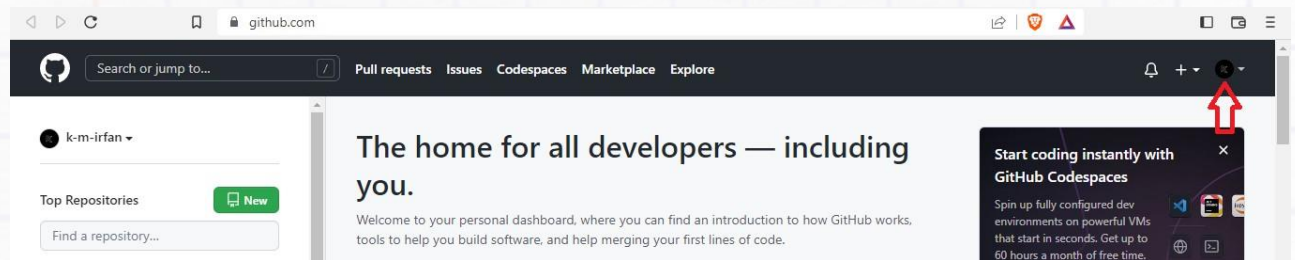 github.com
Search or jump to...
/
Pull requests Issues Codespaces Marketplace Explore
k-m-irfan
Top Repositories
New
Find a repository...
The home for all developers — including
you.
Welcome to your personal dashboard, where you can find an introduction to how GitHub works,
tools to help you build software, and help merging your first lines of code.
Start coding instantly with
GitHub Codespaces
Spin up fully configured dev
environments on powerful VMs
that start in seconds. Get up to
60 hours a month of free time.